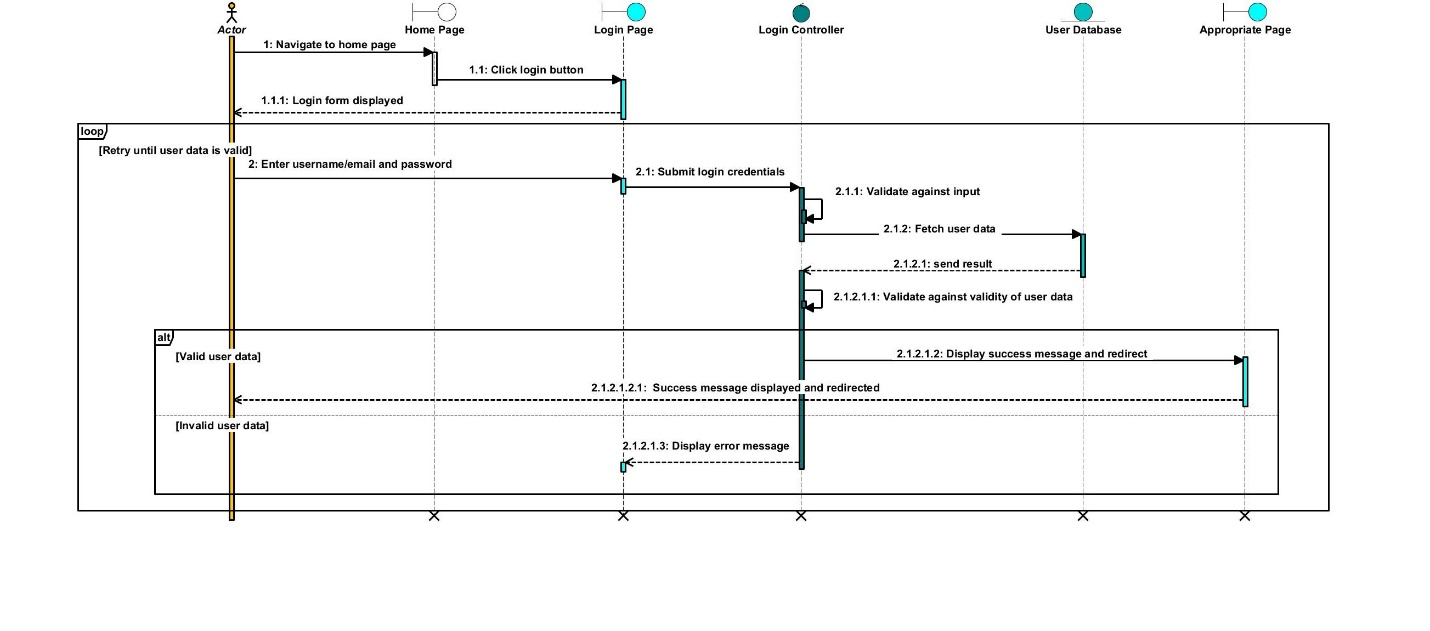 Actor
Home Page
Login Page
Login Controller
User Database
Appropriate Page
1: Navigate to home page
1.1: Click login button
1.1.1: Login form displayed
loop
[Retry until user data is valid]
2: Enter username/email and password
2.1: Submit login credentials
2.1.1: Validate against input
2.1.2: Fetch user data
2.1.2.1: send result
2.1.2.1.1: Validate against validity of user data
alt
[Valid user data]
2.1.2.1.2: Display success message and redirect
2.1.2.1.2.1: Success message displayed and redirected
[Invalid user data]
2.1.2.1.3: Display error message